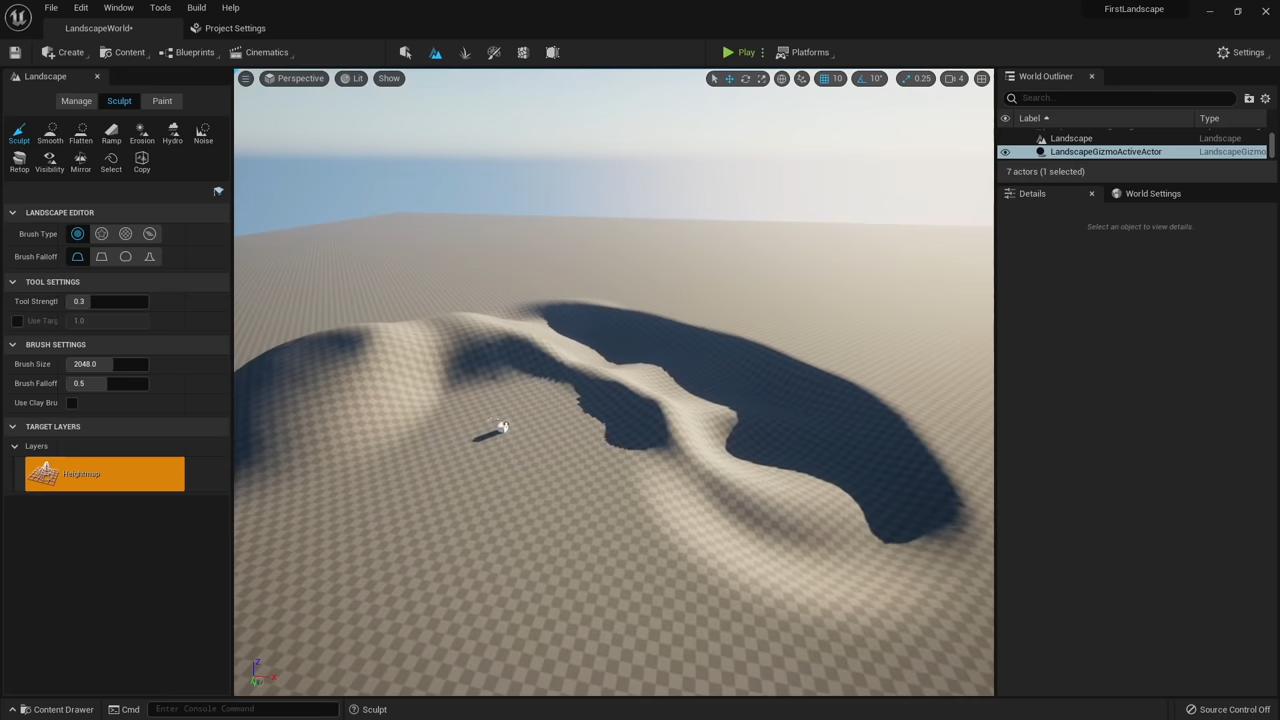 File Edit Window Tools Build Help
FirstLandscape
LandscapeWorld•
Project Settings
Create
Content
Blueprints
Cinematics
Play
Platforms
Settings
Landscape
Manage Sculpt Paint
Sculpt Smooth Flatten Ramp Erosion Hydro Noise
Retop Visibility Mirror Select Copy
LANDSCAPE EDITOR
Brush Type
Brush Falloff
TOOL SETTINGS
Tool Strengtl 0.3
Use Targ 1.0
BRUSH SETTINGS
Brush Size 2048.0
Brush Falloff 0.5
Use Clay Bru
TARGET LAYERS
Layers
Heightmap
Perspective Lit Show
10 10° 0.25 4
World Outliner
Search...
Label Type
Landscape Landscape
LandscapeGizmoActiveActor LandscapeGizmo
7 actors (1 selected)
Details World Settings
Select an object to view details.
Z
X
Content Drawer Cmd Enter Console Command Sculpt Source Control Off